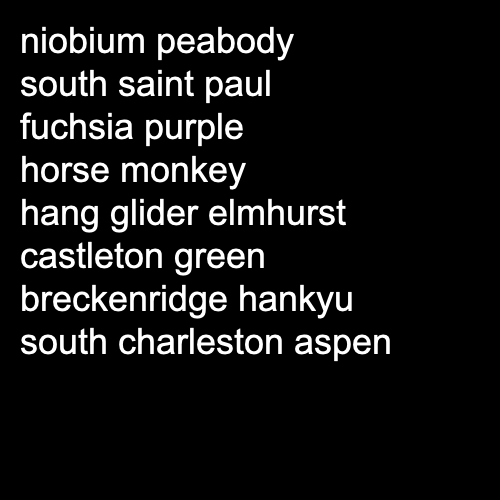 niobium peabody
south saint paul
fuchsia purple
horse monkey
hang glider elmhurst
castleton green
breckenridge hankyu
south charleston aspen